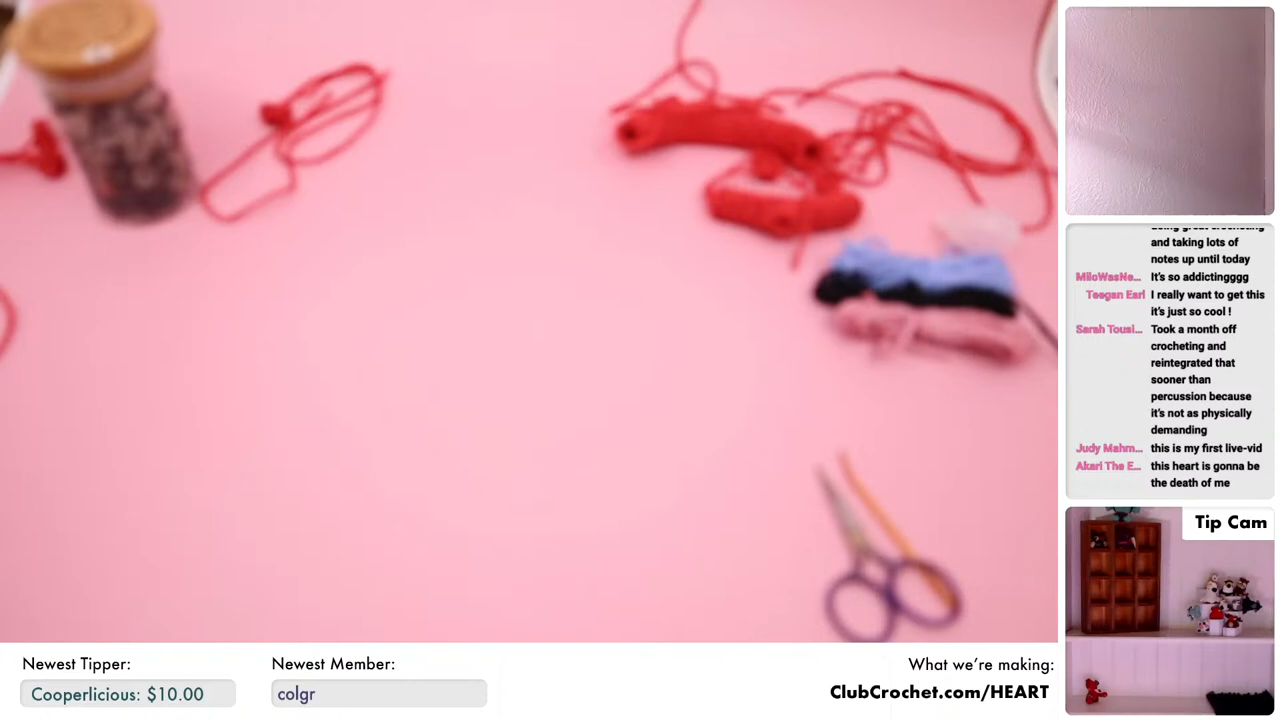 and taking lots of
notes up until today
MiloWasNe... It's so addictingggg
Teegan Earl I really want to get this
it's just so cool !
Sarah Tousi... Took a month off
crocheting and
reintegrated that
sooner than
percussion because
it's not as physically
demanding
Judy Mahm... this is my first live-vid
Akari The E... this heart is gonna be
the death of me
Tip Cam
Newest Tipper:
Cooperlicious: $10.00
Newest Member:
colgr
What we're making:
ClubCrochet.com/HEART